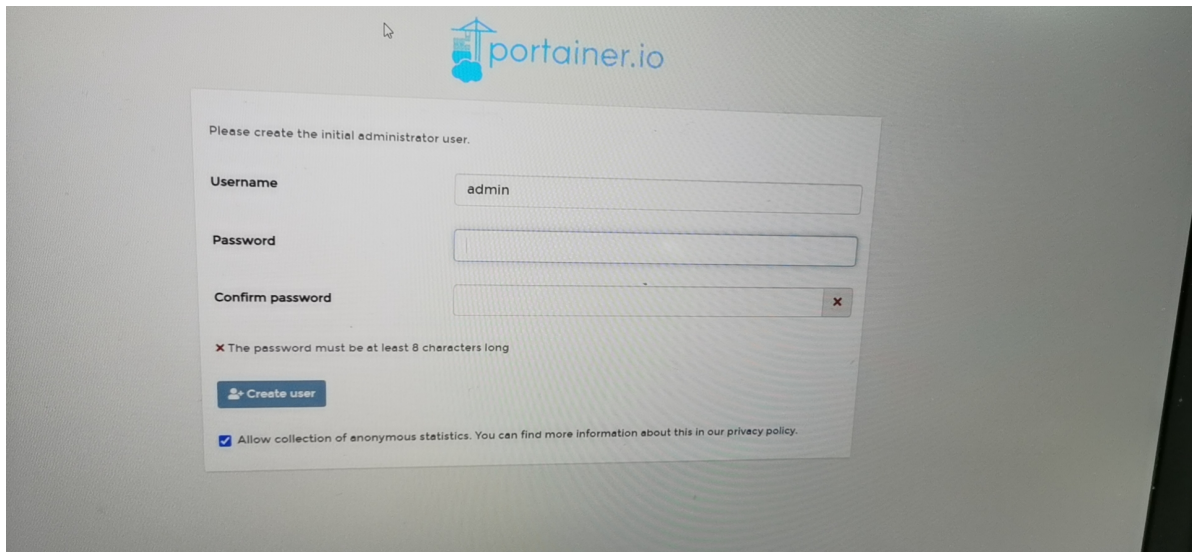 portainer.io
Please create the initial administrator user.
Username
admin
Password
Confirm password
The password must be at least 8 characters long
Create user
Allow collection of anonymous statistics. You can find more information about this in our privacy policy.